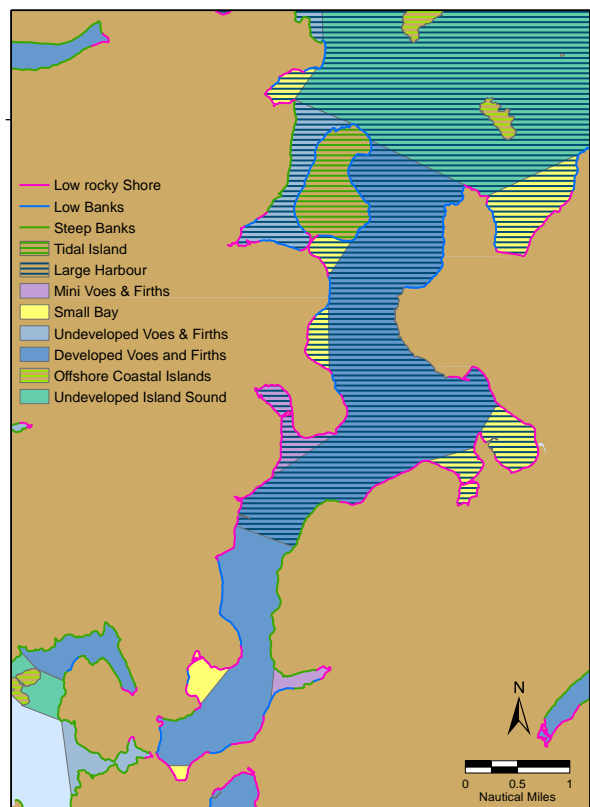 Low rocky Shore
Low Banks
Steep Banks
Tidal Island
Large Harbour
Mini Voes & Firths
Small Bay
Undeveloped Voes & Firths
Developed Voes and Firths
Offshore Coastal Islands
Undeveloped Island Sound
N
0 0.5 1
Nautical Miles